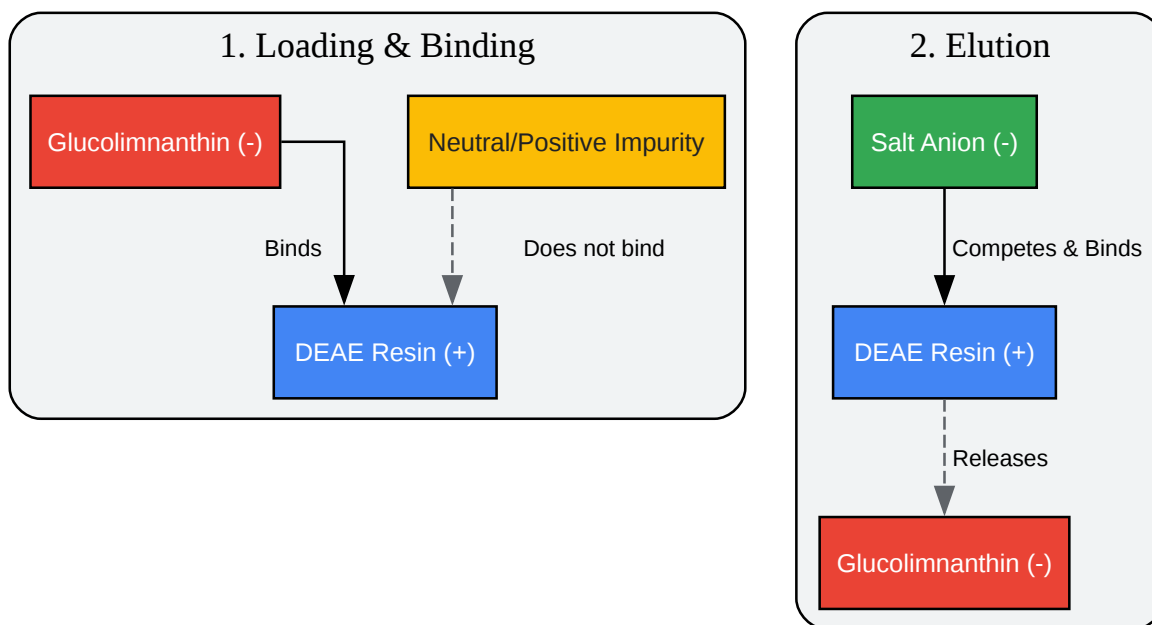 1. Loading & Binding
Glucolimnanthin (-)
Neutral/Positive Impurity
Binds
Does not bind
DEAE Resin (+)
2. Elution
Salt Anion (-)
Competes & Binds
DEAE Resin (+)
Releases
Glucolimnanthin (-)